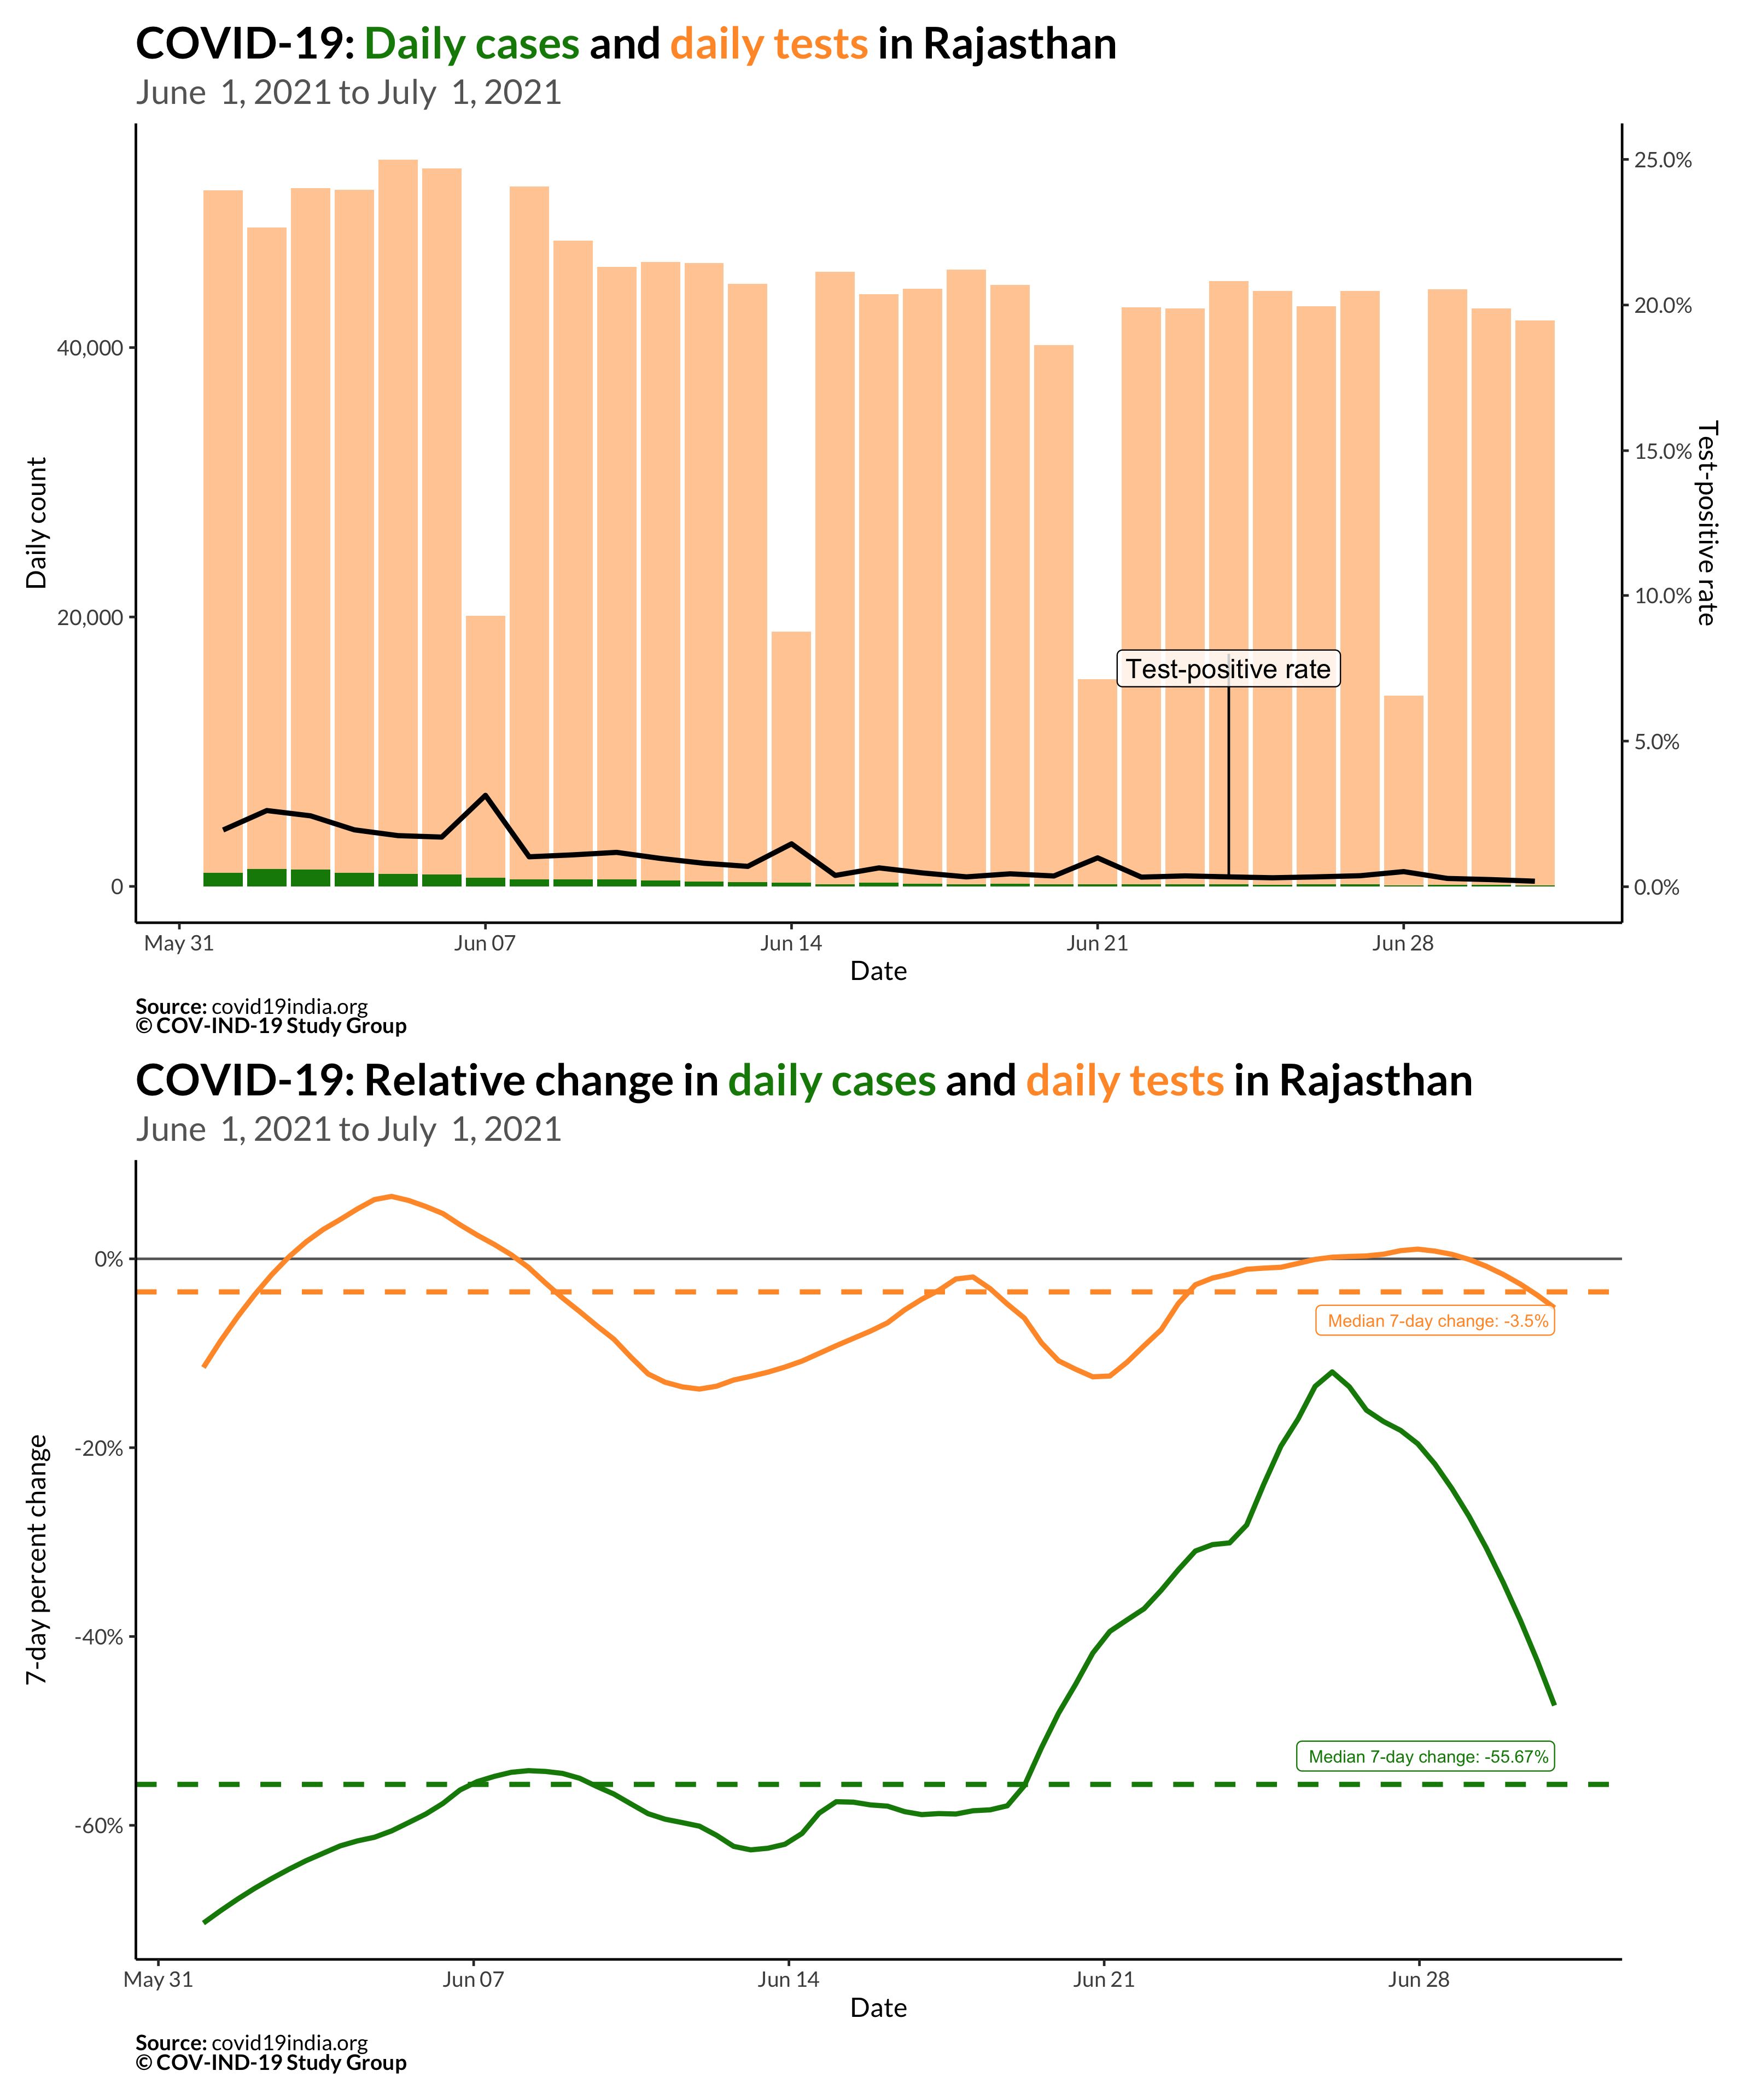 COVID-19: Daily cases and daily tests in Rajasthan
June 1, 2021 to July 1, 2021
25.0%
20.0%
40,000
15.0%
Daily count
Test-positive rate
20,000
10.0%
Test-positive rate
5.0%
0
0.0%
May 31 Jun 07 Jun 14 Jun 21 Jun 28
Date
Source: covid19india.org
© COV-IND-19 Study Group
COVID-19: Relative change in daily cases and daily tests in Rajasthan
June 1, 2021 to July 1, 2021
0%
Median 7-day change: -3.5%
-20%
7-day percent change
-40%
Median 7-day change: -55.67%
-60%
May 31 Jun 07 Jun 14 Jun 21 Jun 28
Date
Source: covid19india.org
© COV-IND-19 Study Group